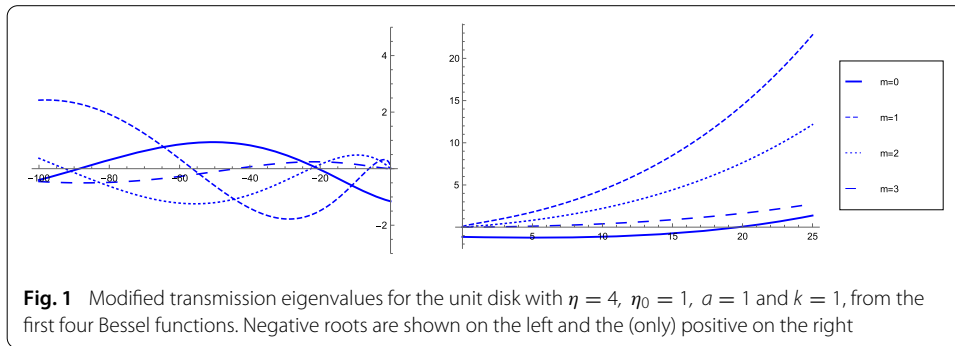 4
2
-2
-100
-80
-60
-40
-20
20
15
10
5
5
10
15
20
25
m=0
m=1
m=2
m=3
Fig. 1 Modified transmission eigenvalues for the unit disk with η = 4, η₀ = 1, a = 1 and k = 1, from the
first four Bessel functions. Negative roots are shown on the left and the (only) positive on the right